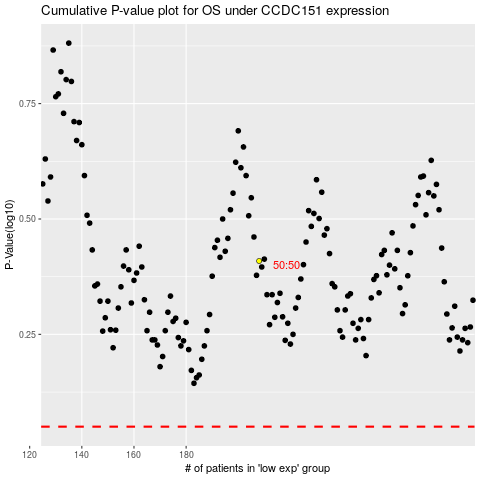 Cumulative P-value plot for OS under CCDC151 expression
P-Value(log10)
0.75
0.50
0.25
50:50
120 140 160 180
# of patients in 'low exp' group